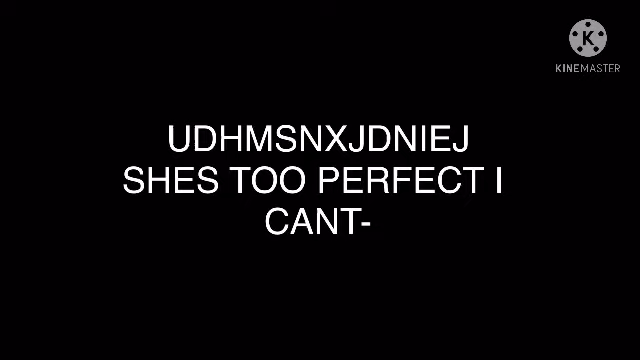 K
KINEMASTER
UDHMSNXJDNIEJ
SHES TOO PERFECT I
CANT-